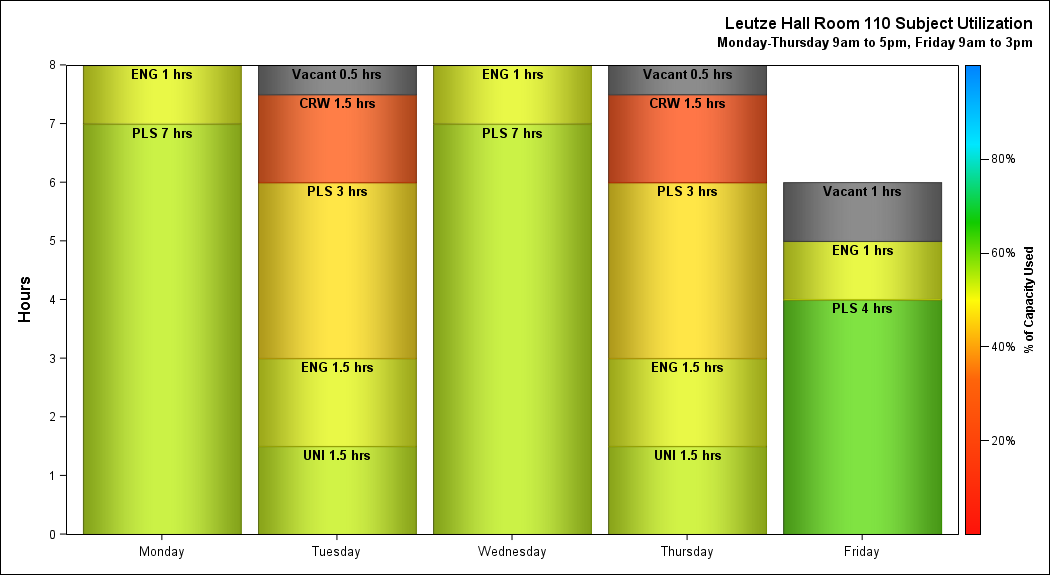 Leutze Hall Room 110 Subject Utilization
Monday-Thursday 9am to 5pm, Friday 9am to 3pm
Hours
8
7
6
5
4
3
2
1
0
ENG 1 hrs
PLS 7 hrs
Vacant 0.5 hrs
CRW 1.5 hrs
PLS 3 hrs
ENG 1.5 hrs
UNI 1.5 hrs
ENG 1 hrs
PLS 7 hrs
Vacant 0.5 hrs
CRW 1.5 hrs
PLS 3 hrs
ENG 1.5 hrs
UNI 1.5 hrs
Vacant 1 hrs
ENG 1 hrs
PLS 4 hrs
Monday
Tuesday
Wednesday
Thursday
Friday
80%
60%
40%
20%
% of Capacity Used